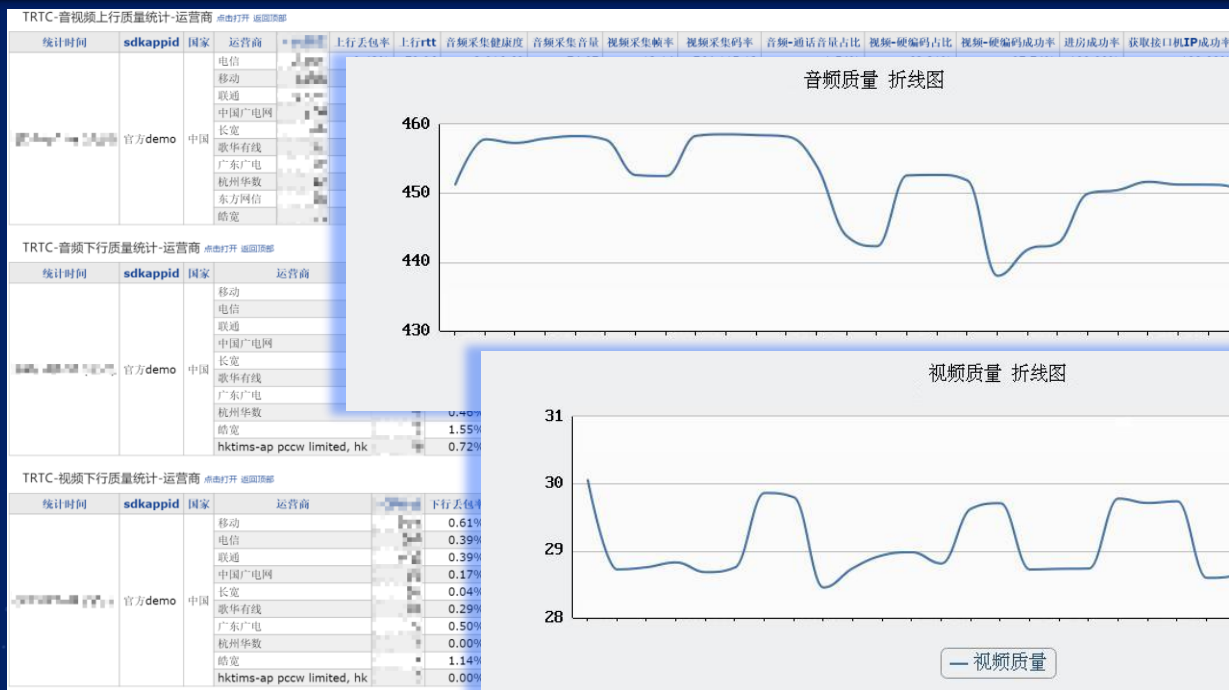 TRTC-音视频上行质量统计-运营商 点击打开 返回顶部
统计时间 sdkappid 国家 运营商 上行丢包率 上行rtt 音频采集健康度 音频采集音量 视频采集帧率 视频采集码率 音频-通话音量占比 视频-硬编码占比 视频-硬编码成功率 进房成功率 获取接口机IP成功率
官方demo 中国
电信
移动
联通
中国广电网
长宽
歌华有线
广东广电
杭州华数
东方网信
皓宽
音频质量 折线图
460
450
440
430
TRTC-音频下行质量统计-运营商 点击打开 返回顶部
统计时间 sdkappid 国家 运营商
官方demo 中国
移动
电信
联通
中国广电网
长宽
歌华有线
广东广电
杭州华数 0.46%
皓宽 1.55%
hktims-ap pccw limited, hk 0.72%
视频质量 折线图
31
30
29
28
视频质量
TRTC-视频下行质量统计-运营商 点击打开 返回顶部
统计时间 sdkappid 国家 运营商 下行丢包率
官方demo 中国
移动 0.61%
电信 0.39%
联通 0.39%
中国广电网 0.17%
长宽 0.04%
歌华有线 0.29%
广东广电 0.50%
杭州华数 0.00%
皓宽 1.14%
hktims-ap pccw limited, hk 0.00%